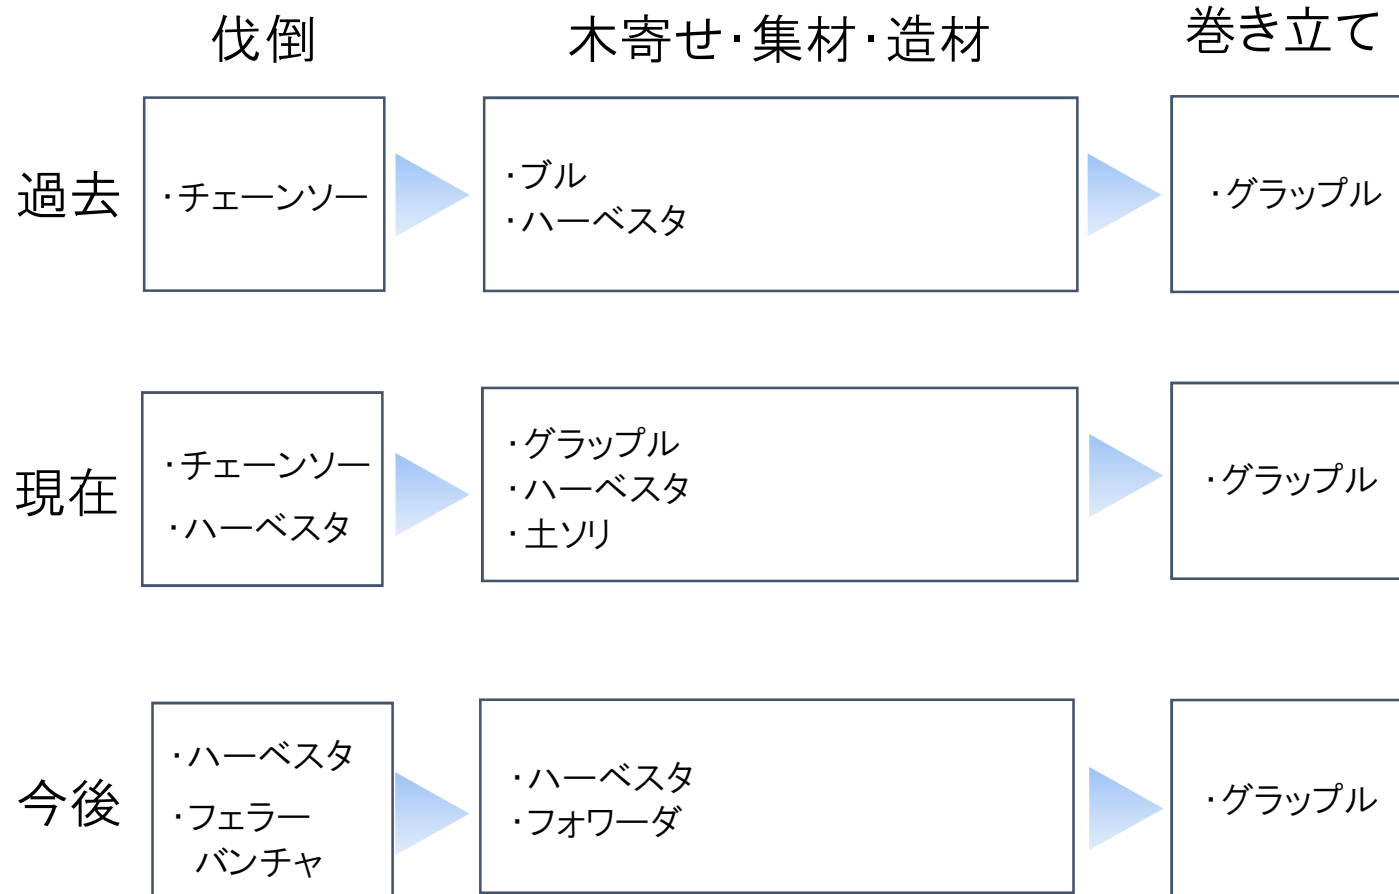 伐倒
木寄せ・集材・造材
巻き立て
過去
・チェーンソー
・ブル
・ハーベスタ
・グラップル
現在
・チェーンソー
・ハーベスタ
・グラップル
・ハーベスタ
・土ソリ
・グラップル
今後
・ハーベスタ
・フェラー
バンチャ
・ハーベスタ
・フォワーダ
・グラップル